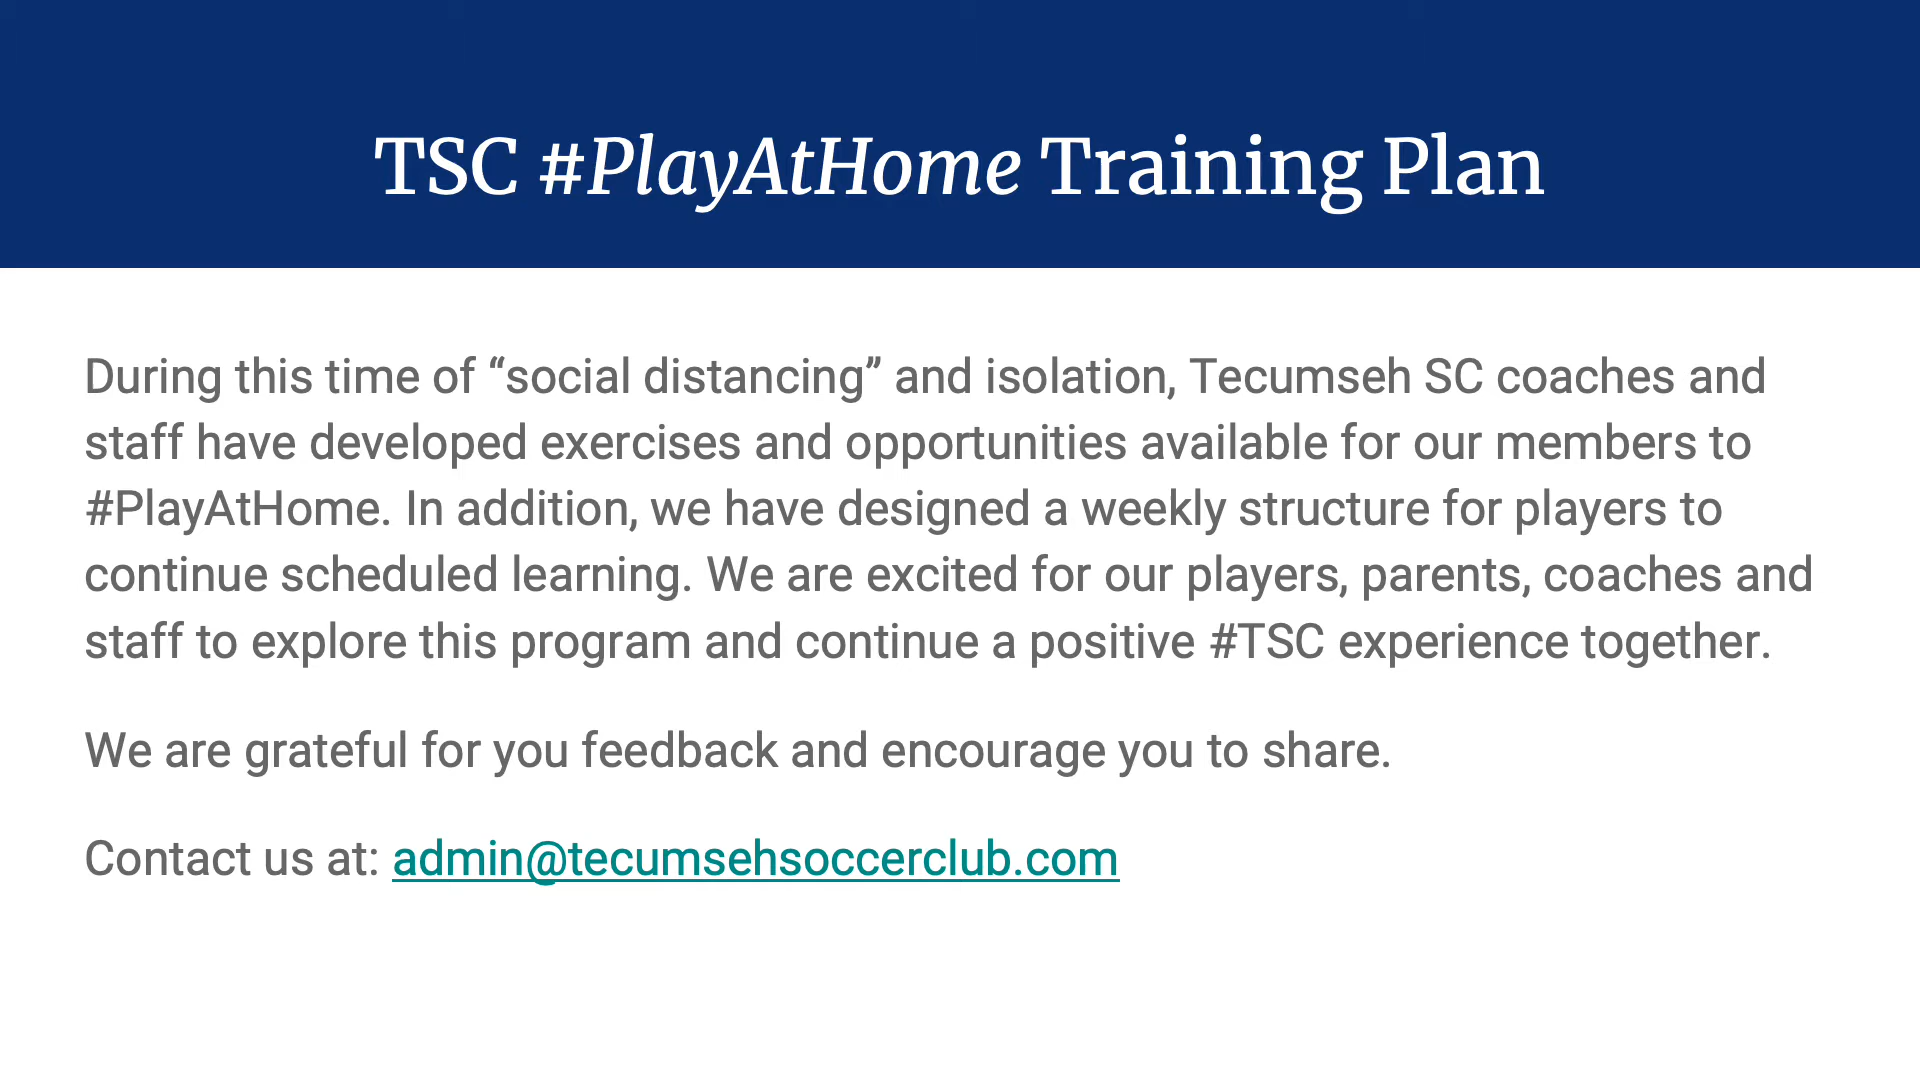 TSC #PlayAtHome Training Plan
During this time of “social distancing” and isolation, Tecumseh SC coaches and
staff have developed exercises and opportunities available for our members to
#PlayAtHome. In addition, we have designed a weekly structure for players to
continue scheduled learning. We are excited for our players, parents, coaches and
staff to explore this program and continue a positive #TSC experience together.
We are grateful for you feedback and encourage you to share.
Contact us at: admin@tecumsehsoccerclub.com